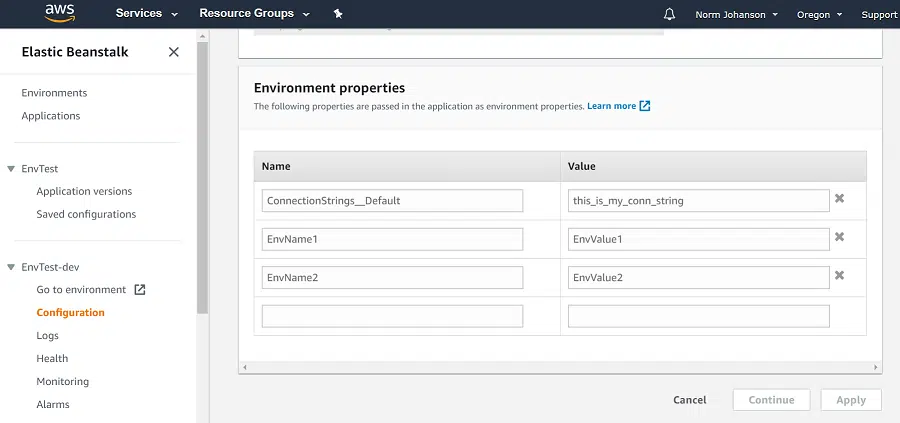 aws
Services
Resource Groups
Norm Johanson
Oregon
Support
Elastic Beanstalk
Environments
Applications
EnvTest
Application versions
Saved configurations
EnvTest-dev
Go to environment
Configuration
Logs
Health
Monitoring
Alarms
Environment properties
The following properties are passed in the application as environment properties. Learn more
Name Value
ConnectionStrings__Default this_is_my_conn_string
EnvName1 EnvValue1
EnvName2 EnvValue2
Cancel Continue Apply